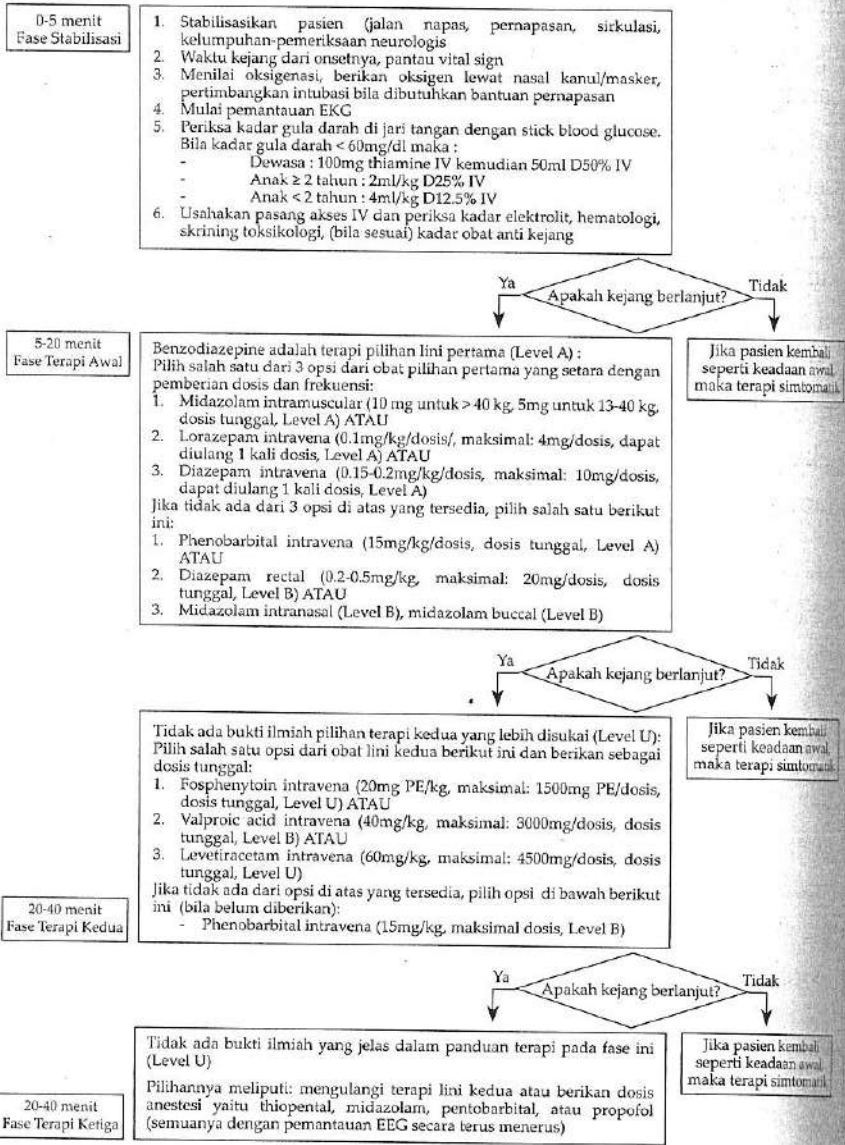 0-5 menit
Fase Stabilisasi
1. Stabilisasikan pasien (jalan napas, pernapasan, sirkulasi,
kelumpuhan-pemeriksaan neurologis
2. Waktu kejang dari onsetnya, pantau vital sign
3. Menilai oksigenasi, berikan oksigen lewat nasal kanul/masker,
pertimbangkan intubasi bila dibutuhkan bantuan pernapasan
4. Mulai pemantauan EKG
5. Periksa kadar gula darah di jari tangan dengan stick blood glucose.
Bila kadar gula darah < 60mg/dl maka :
- Dewasa : 100mg thiamine IV kemudian 50ml D50% IV
- Anak ≥ 2 tahun : 2ml/kg D25% IV
- Anak < 2 tahun : 4ml/kg D12.5% IV
6. Usahakan pasang akses IV dan periksa kadar elektrolit, hematologi,
skrining toksikologi, (bila sesuai) kadar obat anti kejang
Ya
Apakah kejang berlanjut?
Tidak
5-20 menit
Fase Terapi Awal
Benzodiazepine adalah terapi pilihan lini pertama (Level A) :
Pilih salah satu dari 3 opsi dari obat pilihan pertama yang setara dengan
pemberian dosis dan frekuensi:
1. Midazolam intramuscular (10 mg untuk > 40 kg, 5mg untuk 13-40 kg,
dosis tunggal, Level A) ATAU
2. Lorazepam intravena (0.1mg/kg/dosis/, maksimal: 4mg/dosis, dapat
diulang 1 kali dosis, Level A) ATAU
3. Diazepam intravena (0.15-0.2mg/kg/dosis, maksimal: 10mg/dosis,
dapat diulang 1 kali dosis, Level A)
Jika tidak ada dari 3 opsi di atas yang tersedia, pilih salah satu berikut
ini:
1. Phenobarbital intravena (15mg/kg/dosis, dosis tunggal, Level A)
ATAU
2. Diazepam rectal (0.2-0.5mg/kg, maksimal: 20mg/dosis, dosis
tunggal, Level B) ATAU
3. Midazolam intranasal (Level B), midazolam buccal (Level B)
Jika pasien kembali
seperti keadaan awal
maka terapi simtomatik
Ya
Apakah kejang berlanjut?
Tidak
Tidak ada bukti ilmiah pilihan terapi kedua yang lebih disukai (Level U):
Pilih salah satu opsi dari obat lini kedua berikut ini dan berikan sebagai
dosis tunggal:
1. Fosphenytoin intravena (20mg PE/kg, maksimal: 1500mg PE/dosis,
dosis tunggal, Level U) ATAU
2. Valproic acid intravena (40mg/kg, maksimal: 3000mg/dosis, dosis
tunggal, Level B) ATAU
3. Levetiracetam intravena (60mg/kg, maksimal: 4500mg/dosis, dosis
tunggal, Level U)
Jika tidak ada dari opsi di atas yang tersedia, pilih opsi di bawah berikut
ini (bila belum diberikan):
- Phenobarbital intravena (15mg/kg, maksimal dosis, Level B)
Jika pasien kembali
seperti keadaan awal
maka terapi simtomatik
20-40 menit
Fase Terapi Kedua
Ya
Apakah kejang berlanjut?
Tidak
Tidak ada bukti ilmiah yang jelas dalam panduan terapi pada fase ini
(Level U)
Pilihannya meliputi: mengulangi terapi lini kedua atau berikan dosis
anestesi yaitu thiopental, midazolam, pentobarbital, atau propofol
(semuanya dengan pemantauan EEG secara terus menerus)
Jika pasien kembali
seperti keadaan awal
maka terapi simtomatik
20-40 menit
Fase Terapi Ketiga